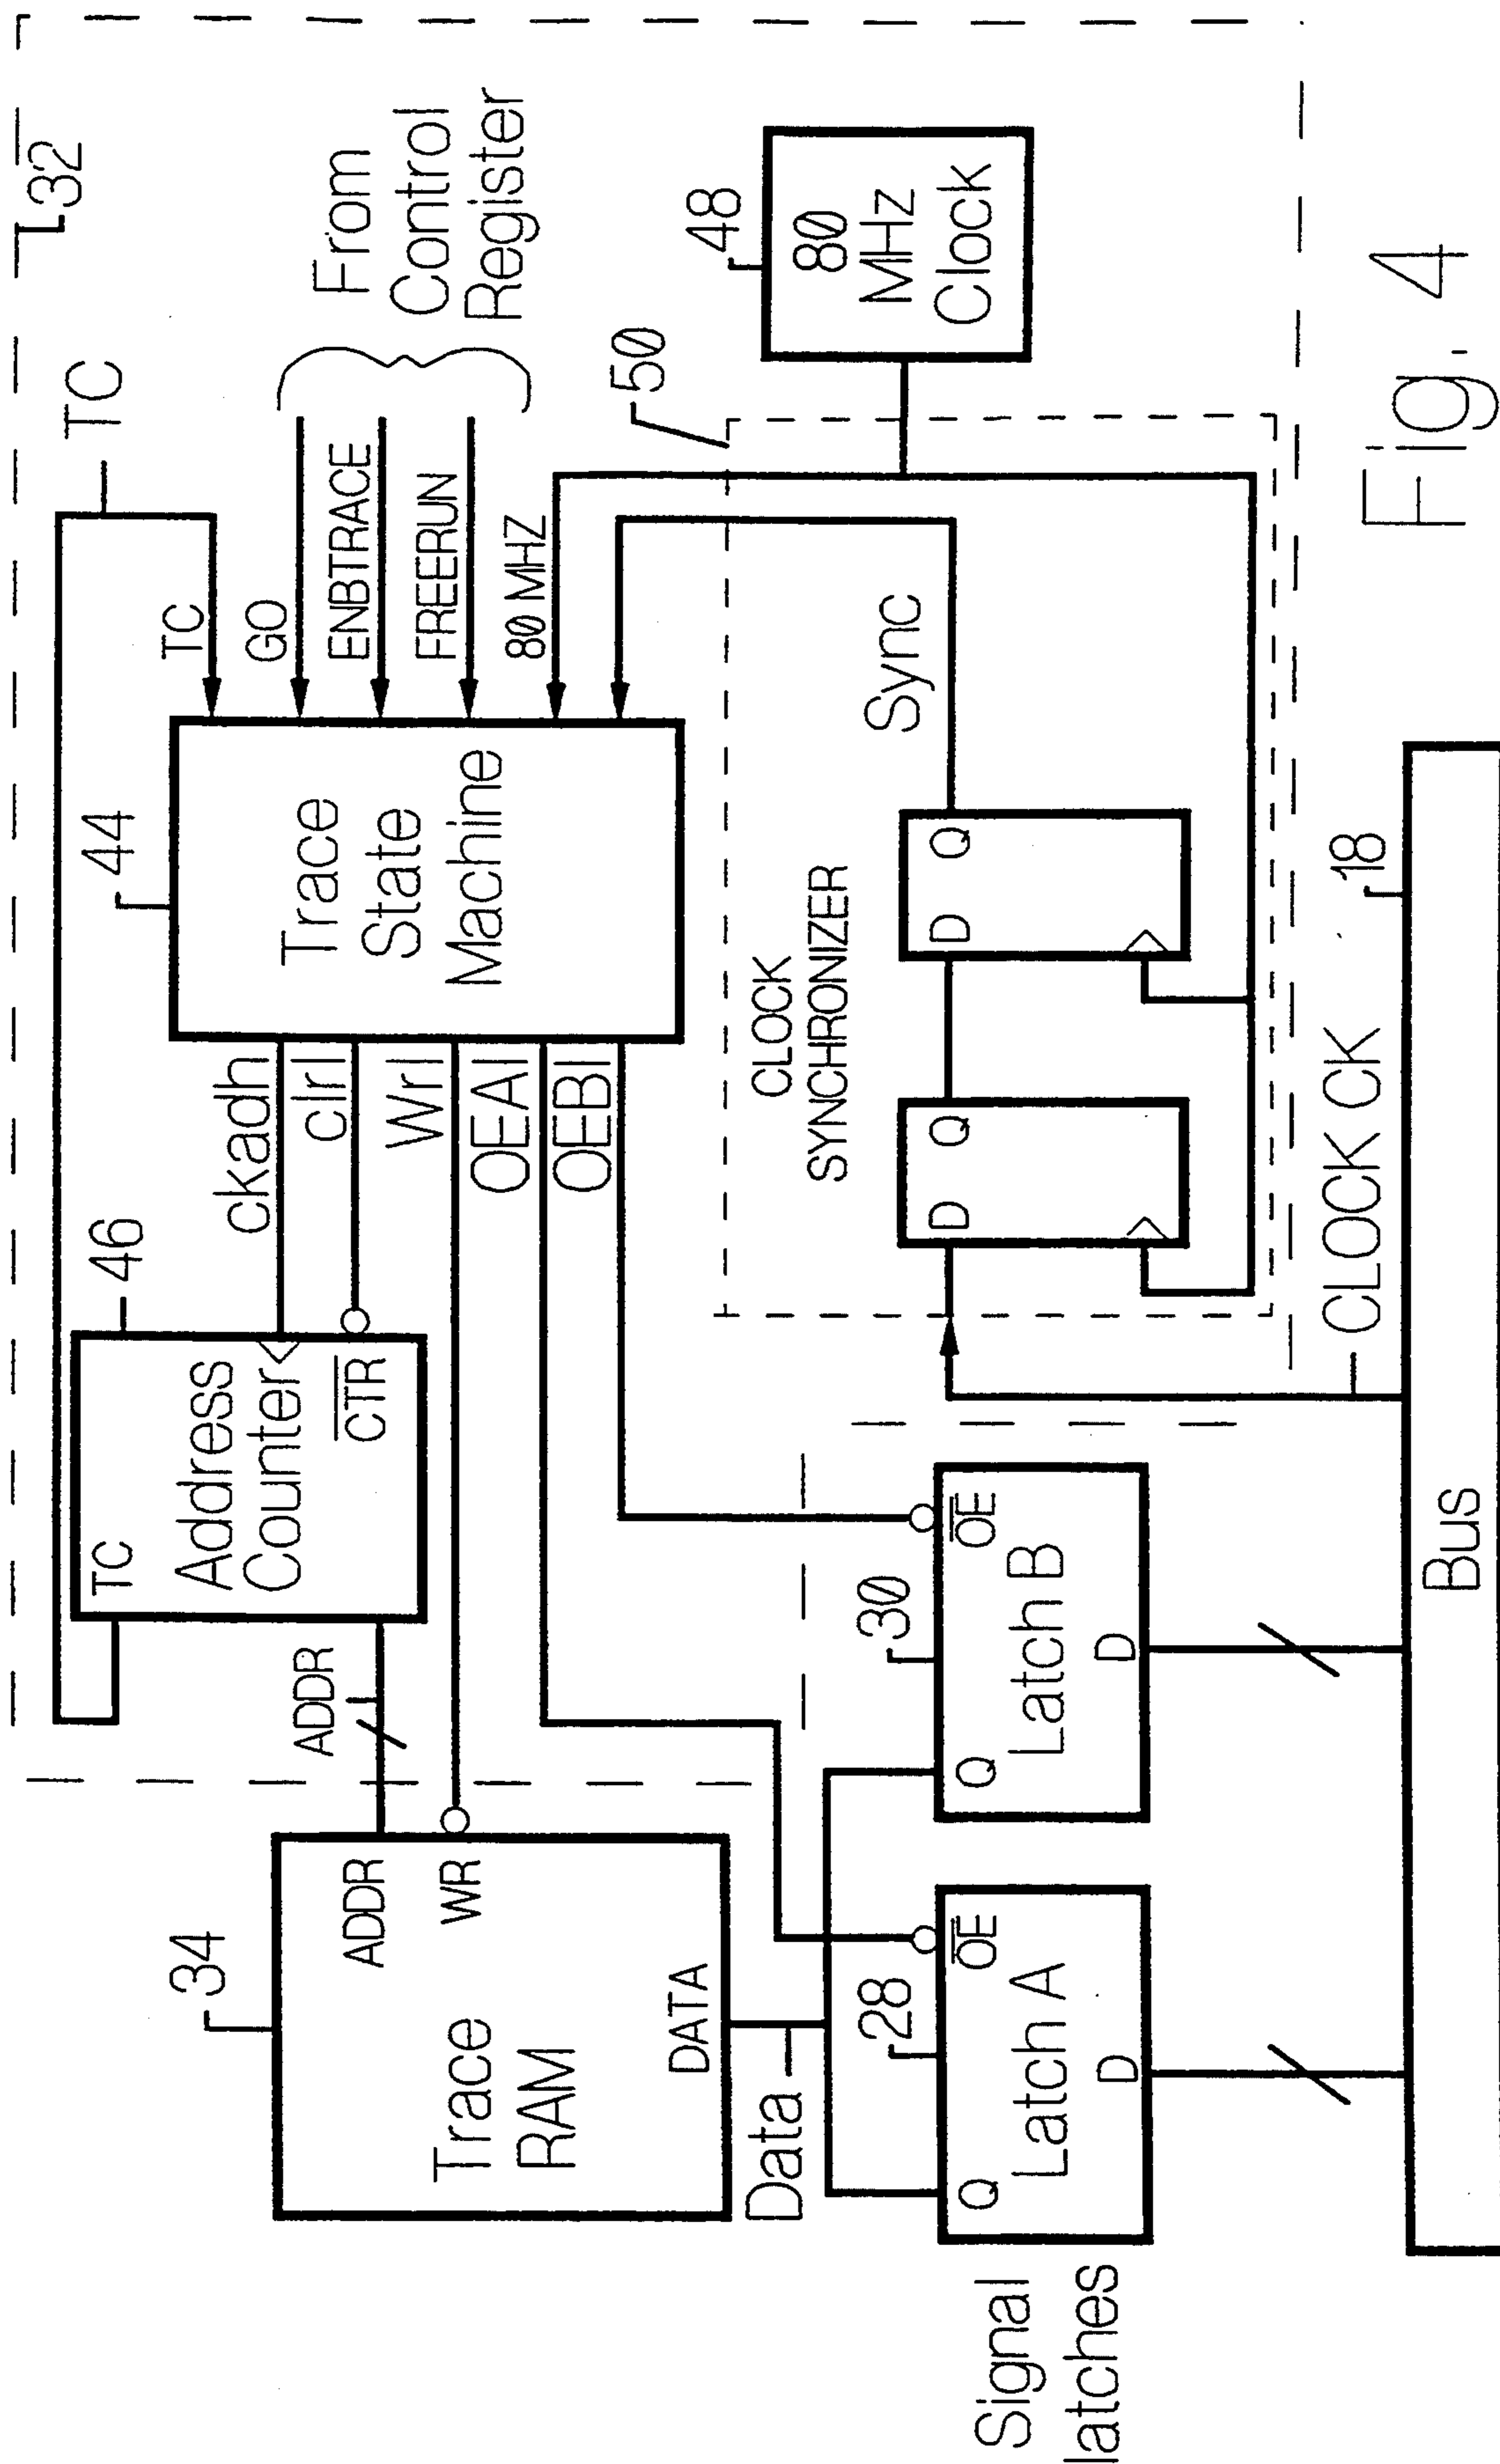 32
TC
46
44
From
Control
Register
TC
Address
Counter
CTR
ADDR
ckadh
clrl
Wrl
OEAl
OEBl
Trace
State
Machine
TC
GO
ENBTRACE
FREERUN
80 MHZ
34
Trace
RAM
ADDR
WR
DATA
Data
50
48
80
MHz
Clock
CLOCK
SYNCHRONIZER
Sync
D
Q
D
Q
Signal
latches
28
Q
OE
Latch A
D
30
Q
OE
Latch B
D
CLOCK CK
18
Bus
Fig. 4